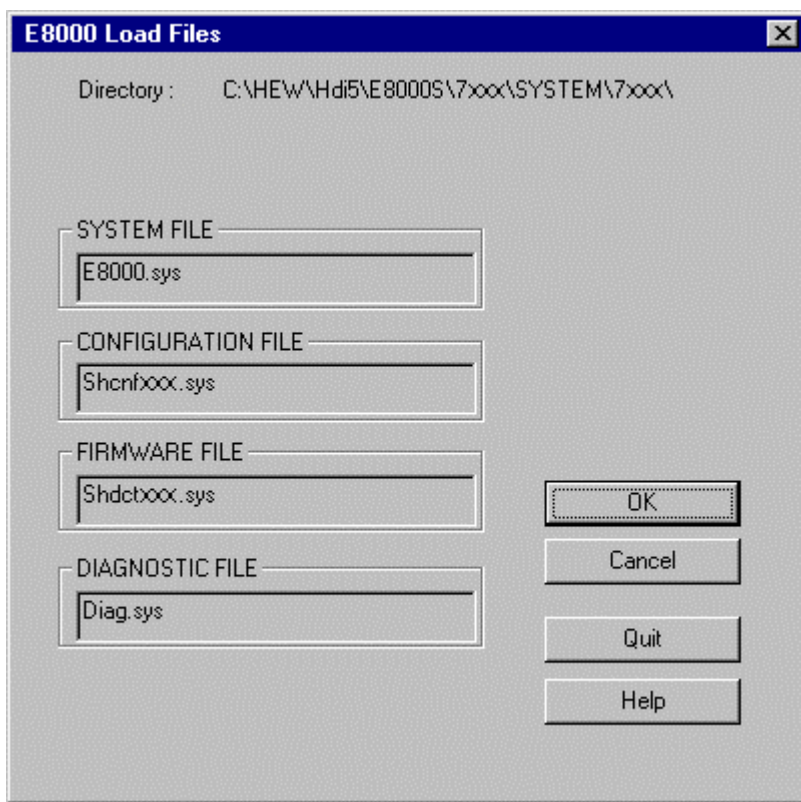 E8000 Load Files
Directory : C:\HEW\Hdi5\E8000S\7xxx\SYSTEM\7xxx\
SYSTEM FILE
E8000.sys
CONFIGURATION FILE
Shcnfxxx.sys
FIRMWARE FILE
Shdctxxx.sys
DIAGNOSTIC FILE
Diag.sys
OK
Cancel
Quit
Help